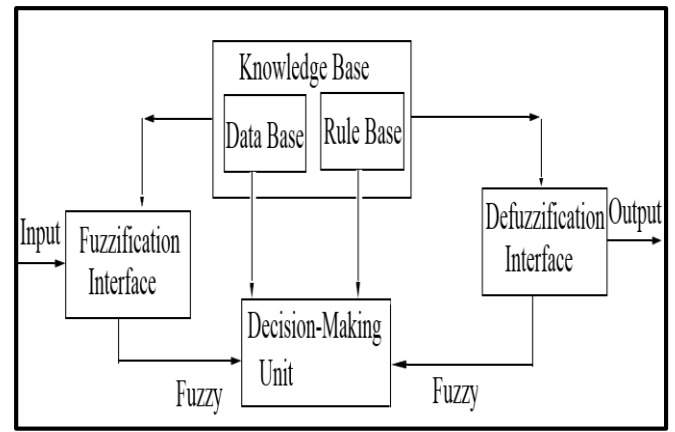 Knowledge Base
Data Base
Rule Base
Input
Fuzzification
Interface
Defuzzification
Interface
Output
Decision-Making
Unit
Fuzzy
Fuzzy